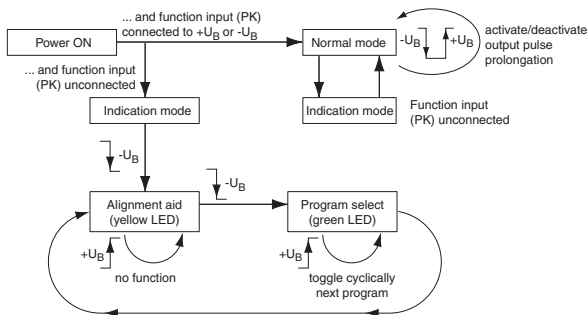 ... and function input (PK)
connected to +UB or -UB
Power ON
Normal mode
-UB
+UB
activate/deactivate
output pulse
prolongation
... and function input
(PK) unconnected
Indication mode
Indication mode
Function input
(PK) unconnected
-UB
-UB
Alignment aid
(yellow LED)
Program select
(green LED)
+UB
no function
+UB
toggle cyclically
next program